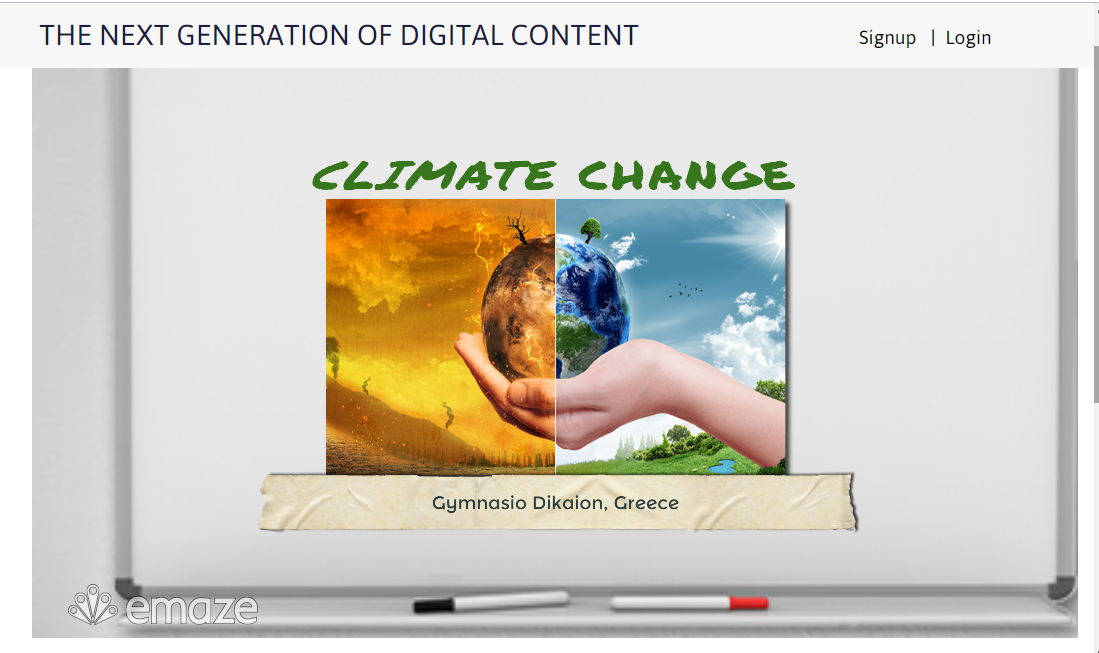 THE NEXT GENERATION OF DIGITAL CONTENT
Signup | Login
CLIMATE CHANGE
Gymnasio Dikaion, Greece
emaze